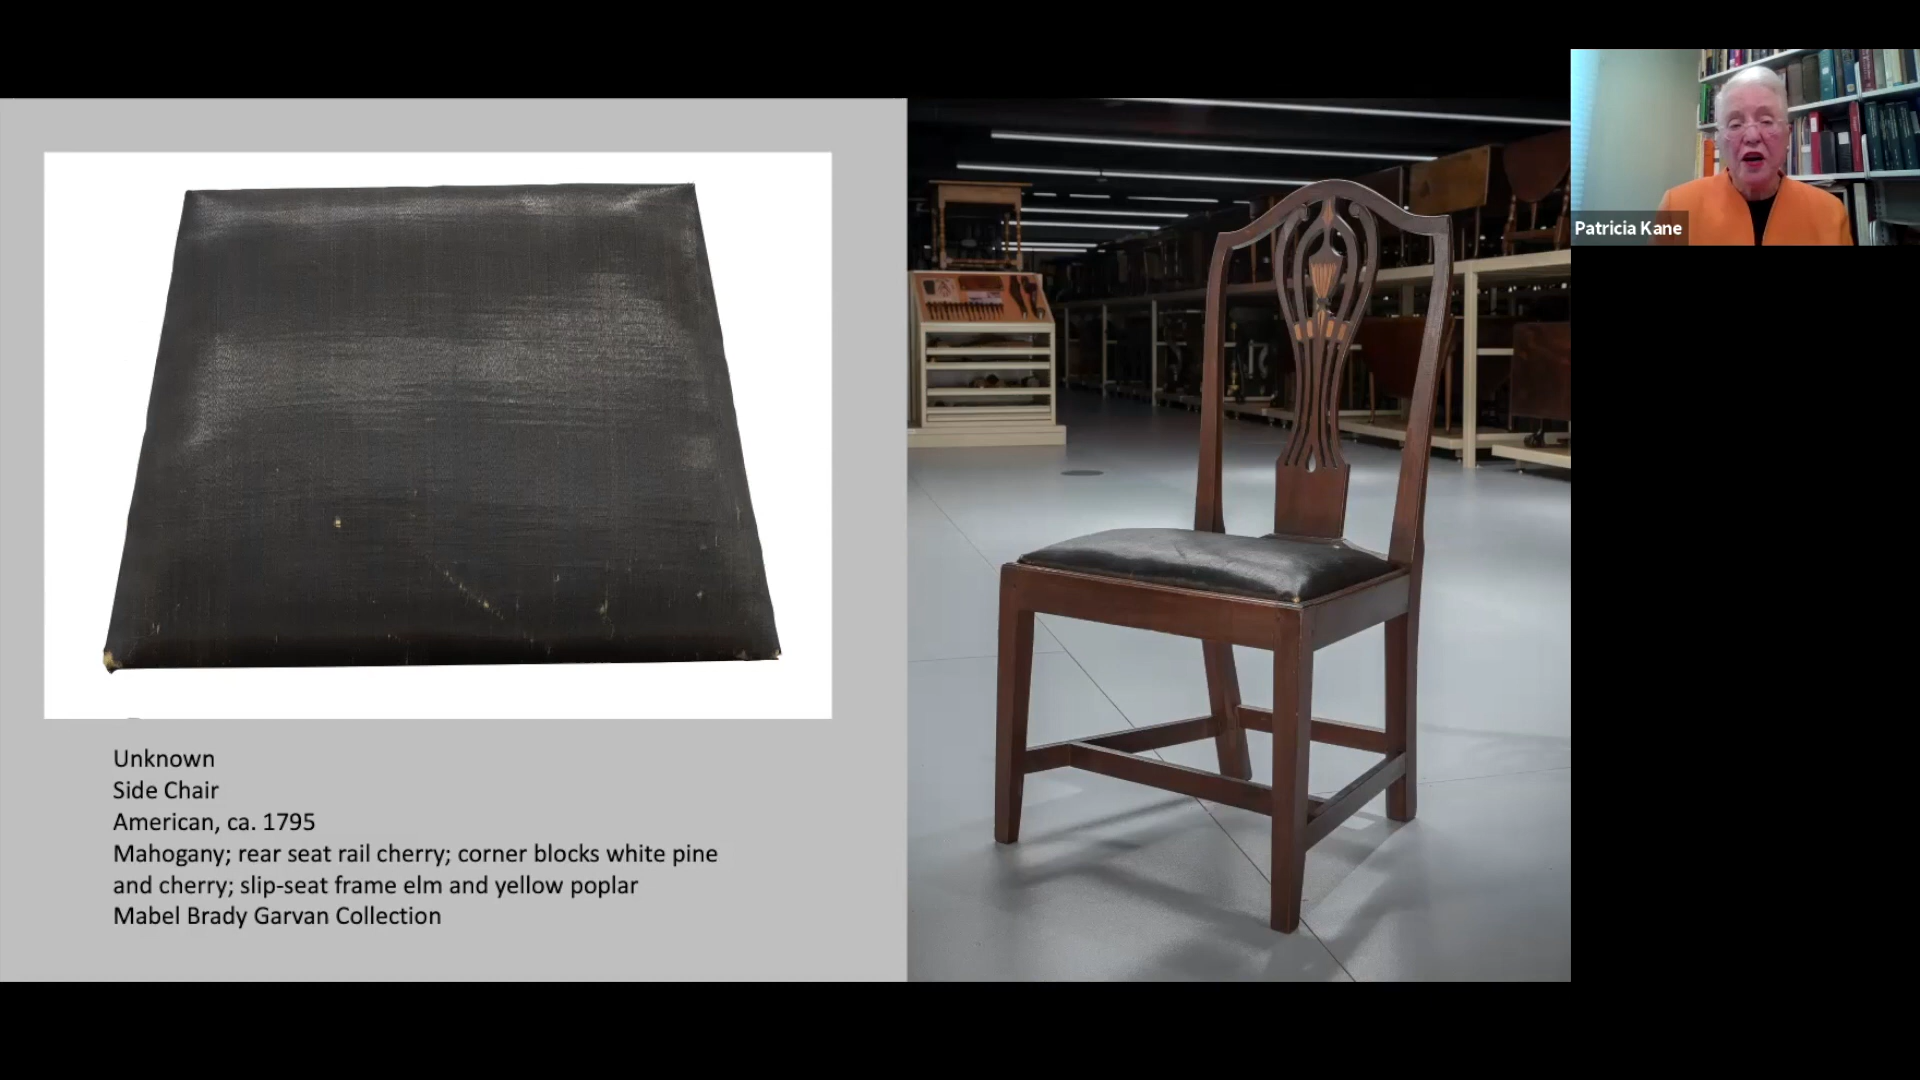 Unknown
Side Chair
American, ca. 1795
Mahogany; rear seat rail cherry; corner blocks white pine
and cherry; slip-seat frame elm and yellow poplar
Mabel Brady Garvan Collection
Patricia Kane